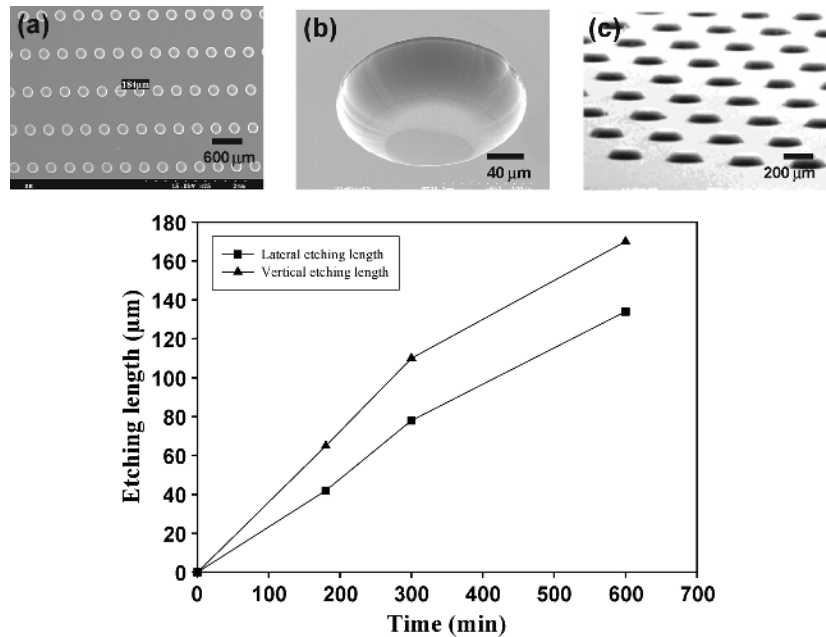 (a)
184μm
600 μm
(b)
40 μm
(c)
200 μm
180
160
140
120
100
80
60
40
20
0
Etching length (μm)
Lateral etching length
Vertical etching length
0 100 200 300 400 500 600 700
Time (min)